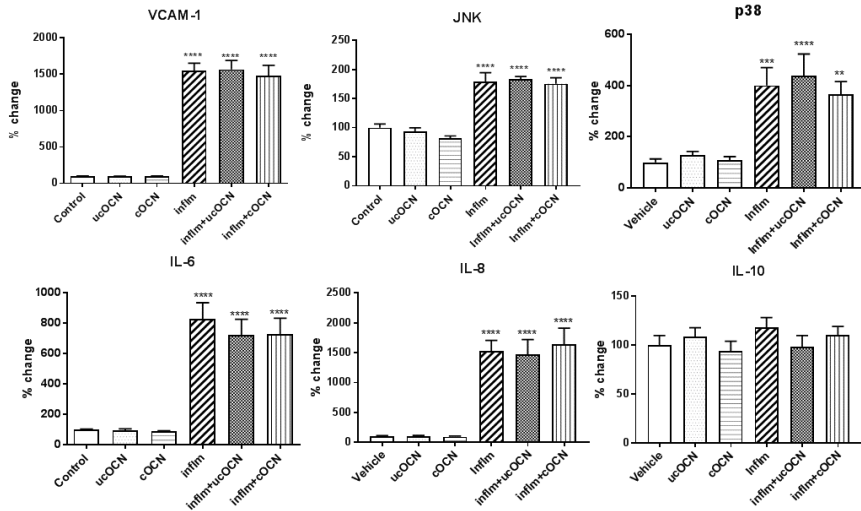 VCAM-1
% change
2000
1500
1000
500
0
****
****
****
Control
ucOCN
cOCN
inflm
inflm+ucOCN
inflm+cOCN
JNK
% change
250
200
150
100
50
0
****
****
****
Control
ucOCN
cOCN
Inflm
Inflm+ucOCN
Inflm+cOCN
p38
% change
600
400
200
0
***
****
**
Vehicle
ucOCN
cOCN
Inflm
Inflm+ucOCN
Inflm+cOCN
IL-6
% change
1000
800
600
400
200
0
****
****
****
Control
ucOCN
cOCN
inflm
inflm+ucOCN
inflm+cOCN
IL-8
% change
2500
2000
1500
1000
500
0
****
****
****
Vehicle
ucOCN
cOCN
Inflm
inflm+ucOCN
inflm+cOCN
IL-10
% change
150
100
50
0
Vehicle
ucOCN
cOCN
Inflm
inflm+ucOCN
inflm+cOCN